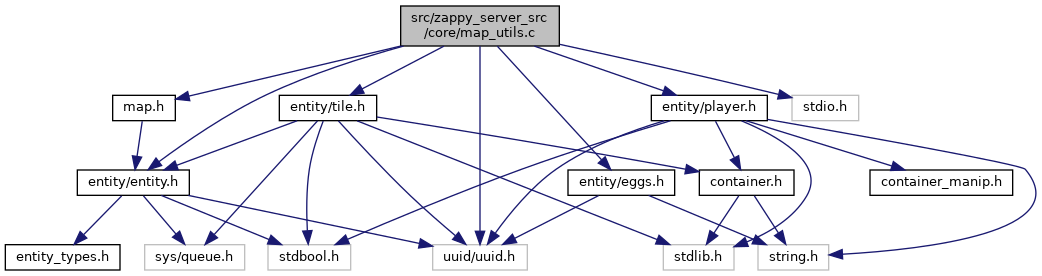 src/zappy_server_src
/core/map_utils.c
map.h
entity/tile.h
entity/player.h
stdio.h
entity/entity.h
entity/eggs.h
container.h
container_manip.h
entity_types.h
sys/queue.h
stdbool.h
uuid/uuid.h
stdlib.h
string.h